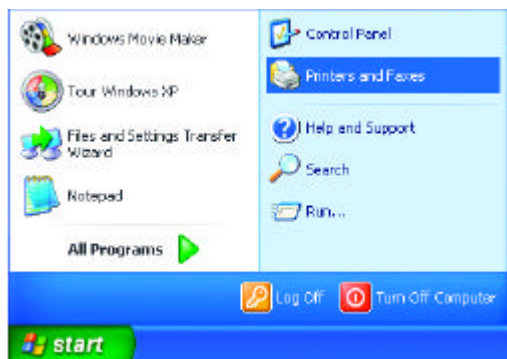 Windows Movie Maker
Tour Windows XP
Files and Settings Transfer
Wizard
Notepad
All Programs
Control Panel
Printers and Faxes
Help and Support
Search
Run...
Log Off
Turn Off Computer
start